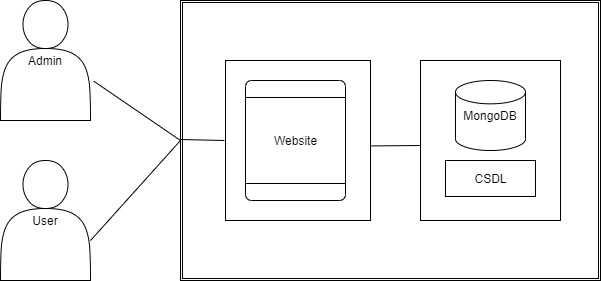 Admin
User
Website
MongoDB
CSDL